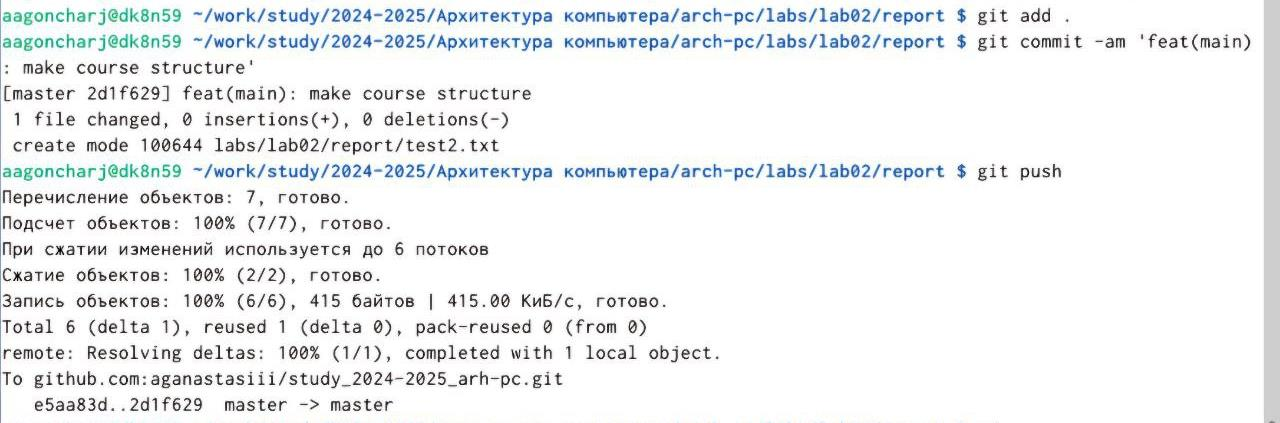 aagoncharj@dk8n59 ~/work/study/2024-2025/Архитектура компьютера/arch-pc/labs/lab02/report $ git add .
aagoncharj@dk8n59 ~/work/study/2024-2025/Архитектура компьютера/arch-pc/labs/lab02/report $ git commit -am 'feat(main)
: make course structure'
[master 2d1f629] feat(main): make course structure
 1 file changed, 0 insertions(+), 0 deletions(-)
 create mode 100644 labs/lab02/report/test2.txt
aagoncharj@dk8n59 ~/work/study/2024-2025/Архитектура компьютера/arch-pc/labs/lab02/report $ git push
Перечисление объектов: 7, готово.
Подсчет объектов: 100% (7/7), готово.
При сжатии изменений используется до 6 потоков
Сжатие объектов: 100% (2/2), готово.
Запись объектов: 100% (6/6), 415 байтов | 415.00 КиБ/с, готово.
Total 6 (delta 1), reused 1 (delta 0), pack-reused 0 (from 0)
remote: Resolving deltas: 100% (1/1), completed with 1 local object.
To github.com:aganastasiii/study_2024-2025_arh-pc.git
   e5aa83d..2d1f629  master -> master